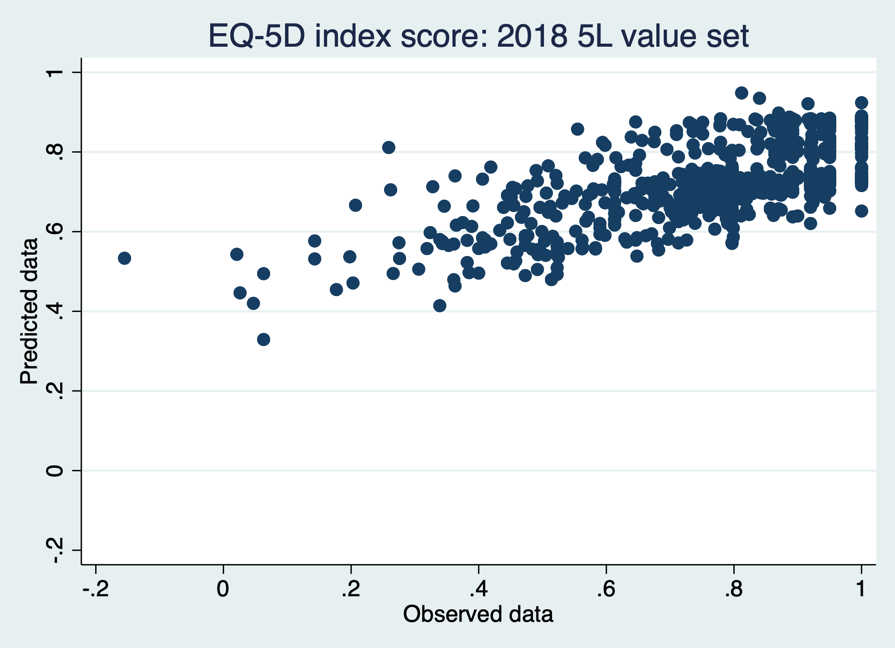 EQ-5D index score: 2018 5L value set
1
.8
.6
.4
.2
0
-.2
Predicted data
-.2 0 .2 .4 .6 .8 1
Observed data